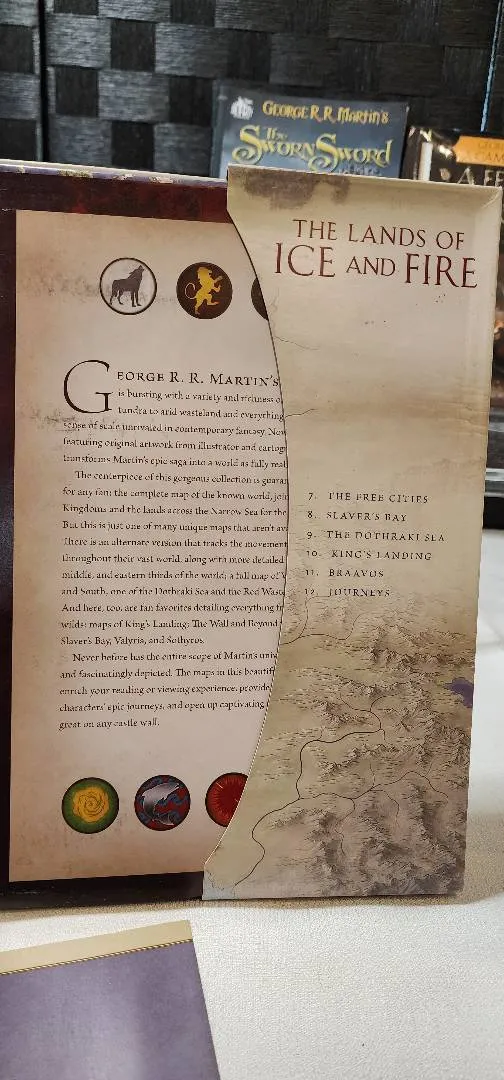 GEORGE R. R. MARTIN'S
The
SWORN SWORD
A FE
THE LANDS OF
ICE AND FIRE
GEORGE R. R. MARTIN'S
is bursting with a variety and richness o
tundra to arid wasteland and everything
sense of scale unrivaled in contemporary fantasy. Now
featuring original artwork from illustrator and cartog
transforms Martin's epic saga into a world as fully real
The centerpiece of this gorgeous collection is guaran
for any fan: the complete map of the known world, join
Kingdoms and the lands across the Narrow Sea for the
But this is just one of many unique maps that aren't av
There is an alternate version that tracks the movement
throughout their vast world, along with more detailed
middle, and eastern thirds of the world; a full map of W
and South, one of the Dothraki Sea and the Red Waste
And here, too, are fan favorites detailing everything fr
wilds: maps of King's Landing; The Wall and Beyond
Slaver's Bay, Valyria, and Sothyros.
Never before has the entire scope of Martin's univ
and fascinatingly depicted. The maps in this beautif
enrich your reading or viewing experience, provide
characters' epic journeys, and open up captivating
great on any castle wall.
7. THE FREE CITIES
8. SLAVER'S BAY
9. THE DOTHRAKI SEA
10. KING'S LANDING
11. BRAAVOS
12. JOURNEYS